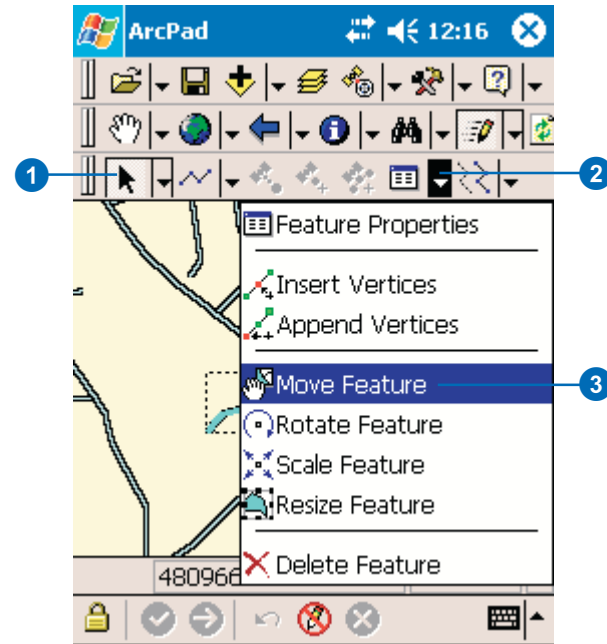 ArcPad 12:16
1
2
Feature Properties
Insert Vertices
Append Vertices
Move Feature 3
Rotate Feature
Scale Feature
Resize Feature
Delete Feature
480966